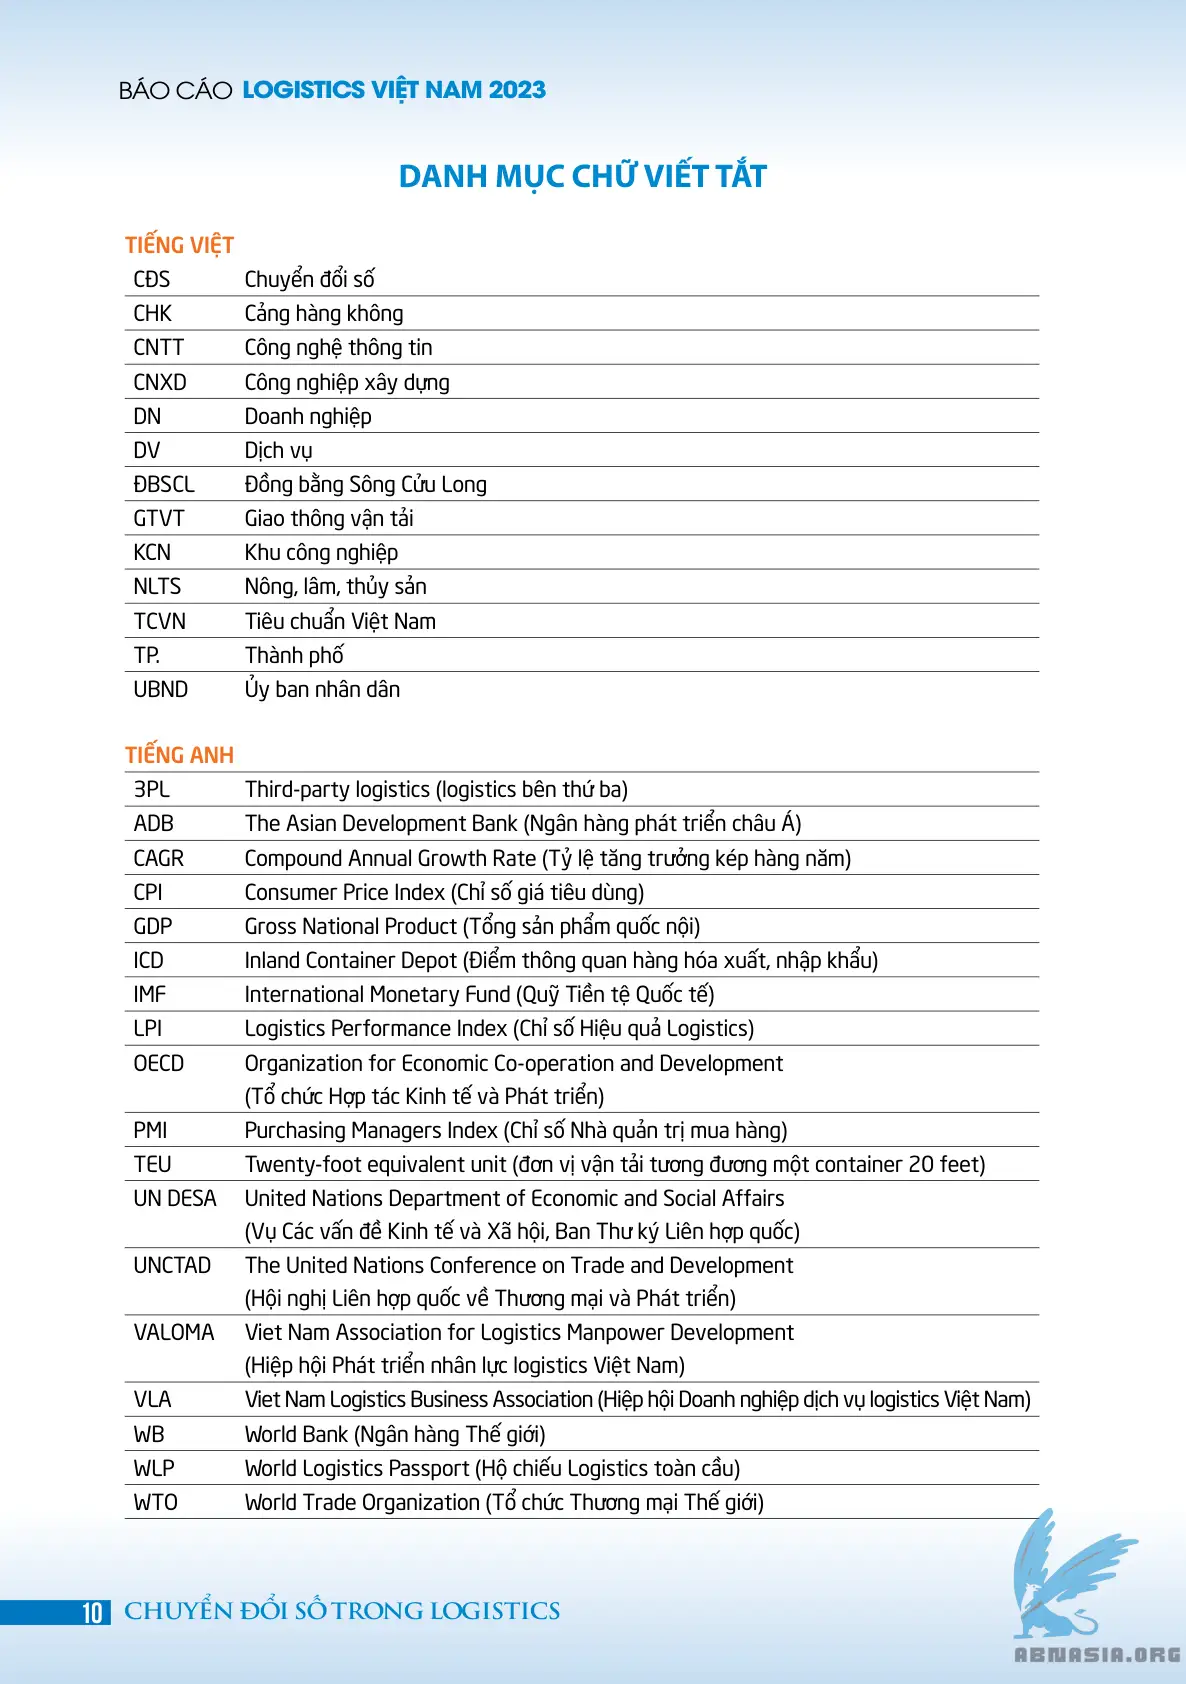 BÁO CÁO LOGISTICS VIỆT NAM 2023
DANH MỤC CHỮ VIẾT TẮT
TIẾNG VIỆT
CĐS Chuyển đổi số
CHK Cảng hàng không
CNTT Công nghệ thông tin
CNXD Công nghiệp xây dựng
DN Doanh nghiệp
DV Dịch vụ
ĐBSCL Đồng bằng Sông Cửu Long
GTVT Giao thông vận tải
KCN Khu công nghiệp
NLTS Nông, lâm, thủy sản
TCVN Tiêu chuẩn Việt Nam
TP. Thành phố
UBND Ủy ban nhân dân
TIẾNG ANH
3PL Third-party logistics (logistics bên thứ ba)
ADB The Asian Development Bank (Ngân hàng phát triển châu Á)
CAGR Compound Annual Growth Rate (Tỷ lệ tăng trưởng kép hàng năm)
CPI Consumer Price Index (Chỉ số giá tiêu dùng)
GDP Gross National Product (Tổng sản phẩm quốc nội)
ICD Inland Container Depot (Điểm thông quan hàng hóa xuất, nhập khẩu)
IMF International Monetary Fund (Quỹ Tiền tệ Quốc tế)
LPI Logistics Performance Index (Chỉ số Hiệu quả Logistics)
OECD Organization for Economic Co-operation and Development
(Tổ chức Hợp tác Kinh tế và Phát triển)
PMI Purchasing Managers Index (Chỉ số Nhà quản trị mua hàng)
TEU Twenty-foot equivalent unit (đơn vị vận tải tương đương một container 20 feet)
UN DESA United Nations Department of Economic and Social Affairs
(Vụ Các vấn đề Kinh tế và Xã hội, Ban Thư ký Liên hợp quốc)
UNCTAD The United Nations Conference on Trade and Development
(Hội nghị Liên hợp quốc về Thương mại và Phát triển)
VALOMA Viet Nam Association for Logistics Manpower Development
(Hiệp hội Phát triển nhân lực logistics Việt Nam)
VLA Viet Nam Logistics Business Association (Hiệp hội Doanh nghiệp dịch vụ logistics Việt Nam)
WB World Bank (Ngân hàng Thế giới)
WLP World Logistics Passport (Hộ chiếu Logistics toàn cầu)
WTO World Trade Organization (Tổ chức Thương mại Thế giới)
10 CHUYỂN ĐỔI SỐ TRONG LOGISTICS
ABNASIA.ORG